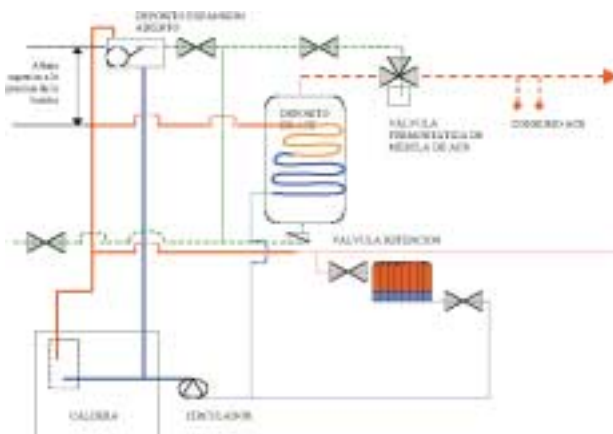 DEPOSITO EXPANSION
ABIERTO
Altura
superior a la
presion de la
bomba
DEPOSITO
DE ACS
VALVULA
TERMOSTATICA DE
MEZCLA DE ACS
CONSUMO ACS
VALVULA RETENCION
CALDERA
CIRCULADOR